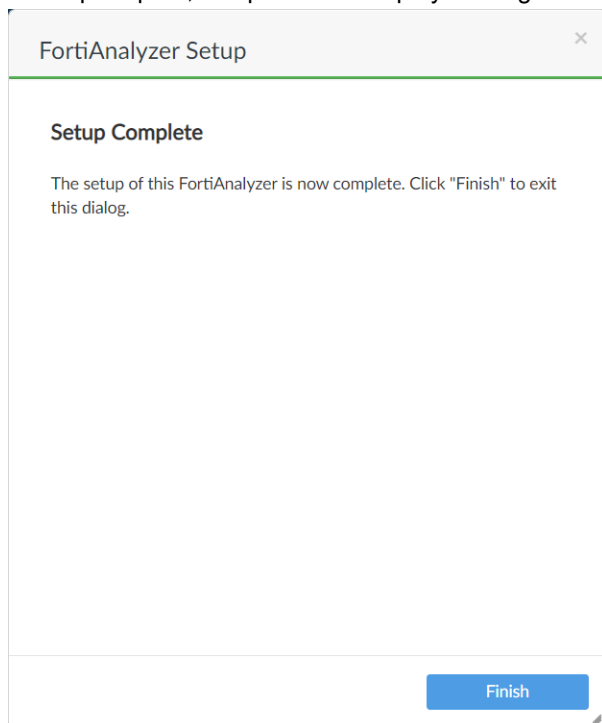 FortiAnalyzer Setup
×
Setup Complete
The setup of this FortiAnalyzer is now complete. Click "Finish" to exit
this dialog.
Finish